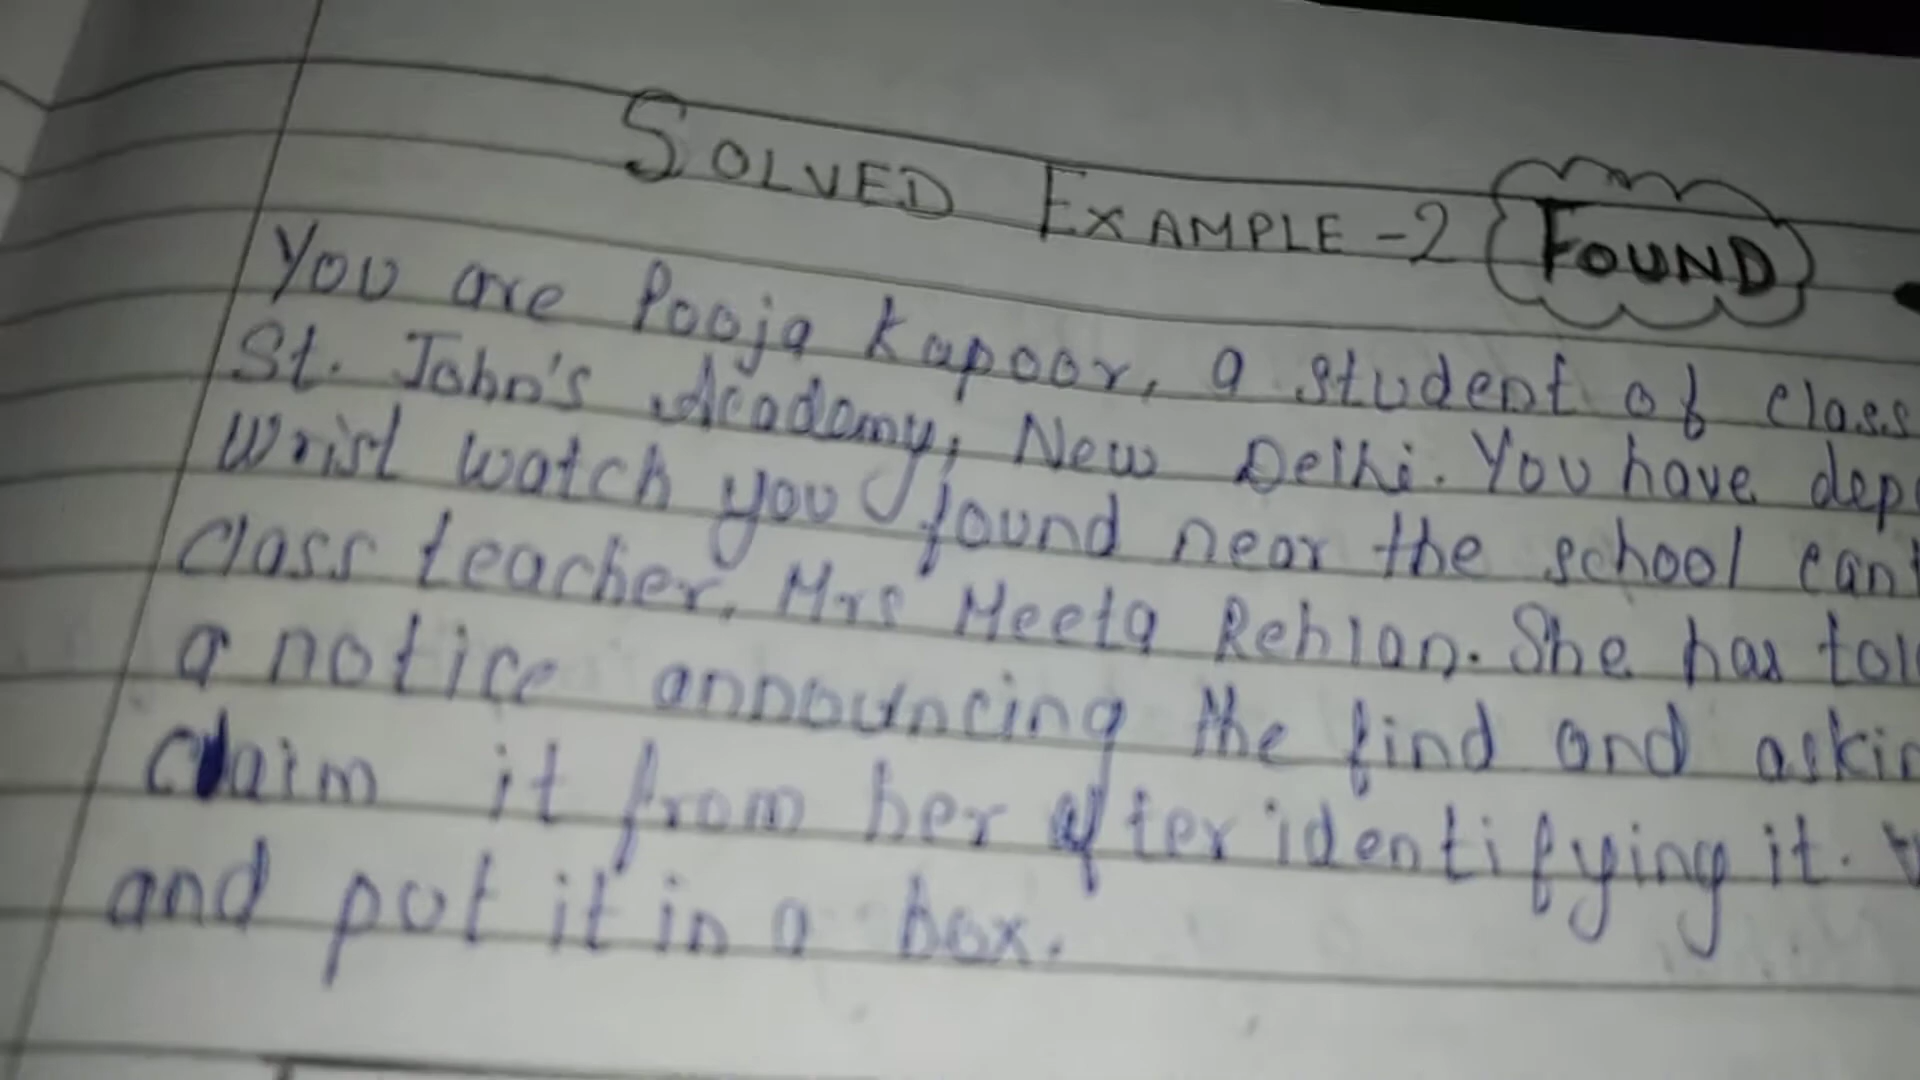 SOLVED EXAMPLE-2 FOUND
You are Pooja Kapoor, a student of class
St. John's Academy, New Delhi. You have dep
wrist watch you found near the school cant
class teacher, Mrs Meeta Rehlan. She has tol
a notice announcing the find and askin
claim it from her after identifying it.
and put it in a box.